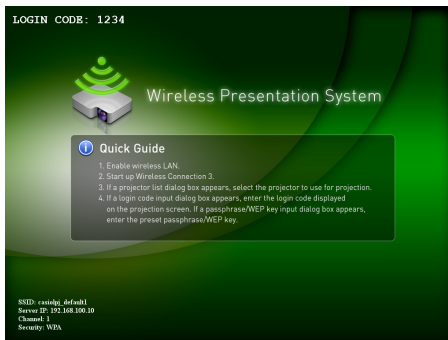 LOGIN CODE: 1234
Wireless Presentation System
Quick Guide
1. Enable wireless LAN.
2. Start up Wireless Connection 3.
3. If a projector list dialog box appears, select the projector to use for projection.
4. If a login code input dialog box appears, enter the login code displayed
on the projection screen. If a passphrase/WEP key input dialog box appears,
enter the preset passphrase/WEP key.
SSID: casiolpj_default1
Server IP: 192.168.100.10
Channel: 1
Security: WPA